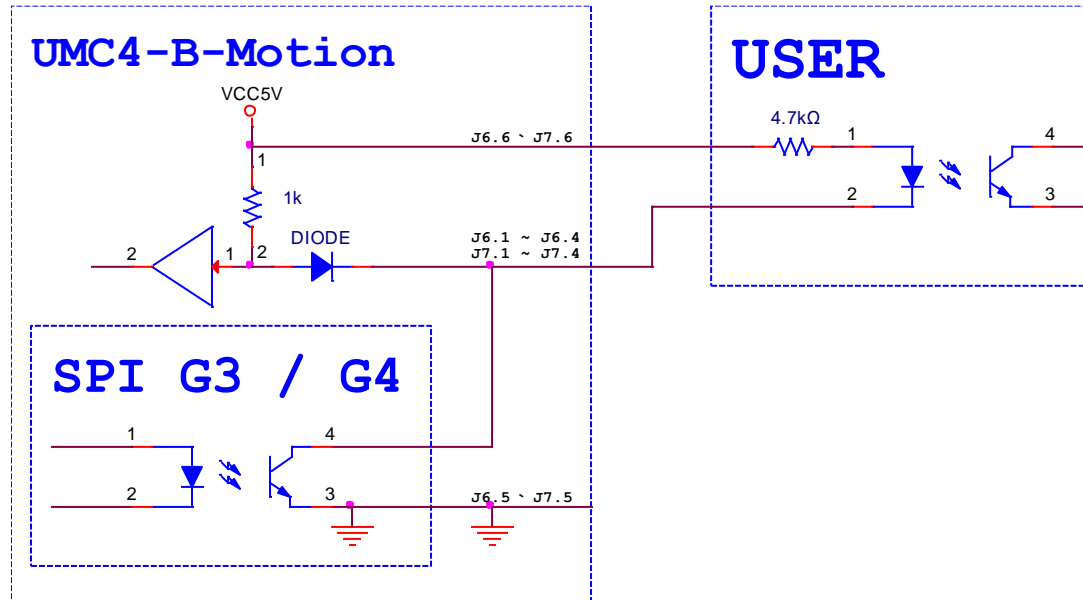 UMC4-B-Motion
USER
VCC5V
J6.6、J7.6
4.7kΩ
1
4
1
1k
2
3
DIODE
J6.1 ~ J6.4
J7.1 ~ J7.4
2
1
2
SPI G3 / G4
1
4
2
3
J6.5、J7.5